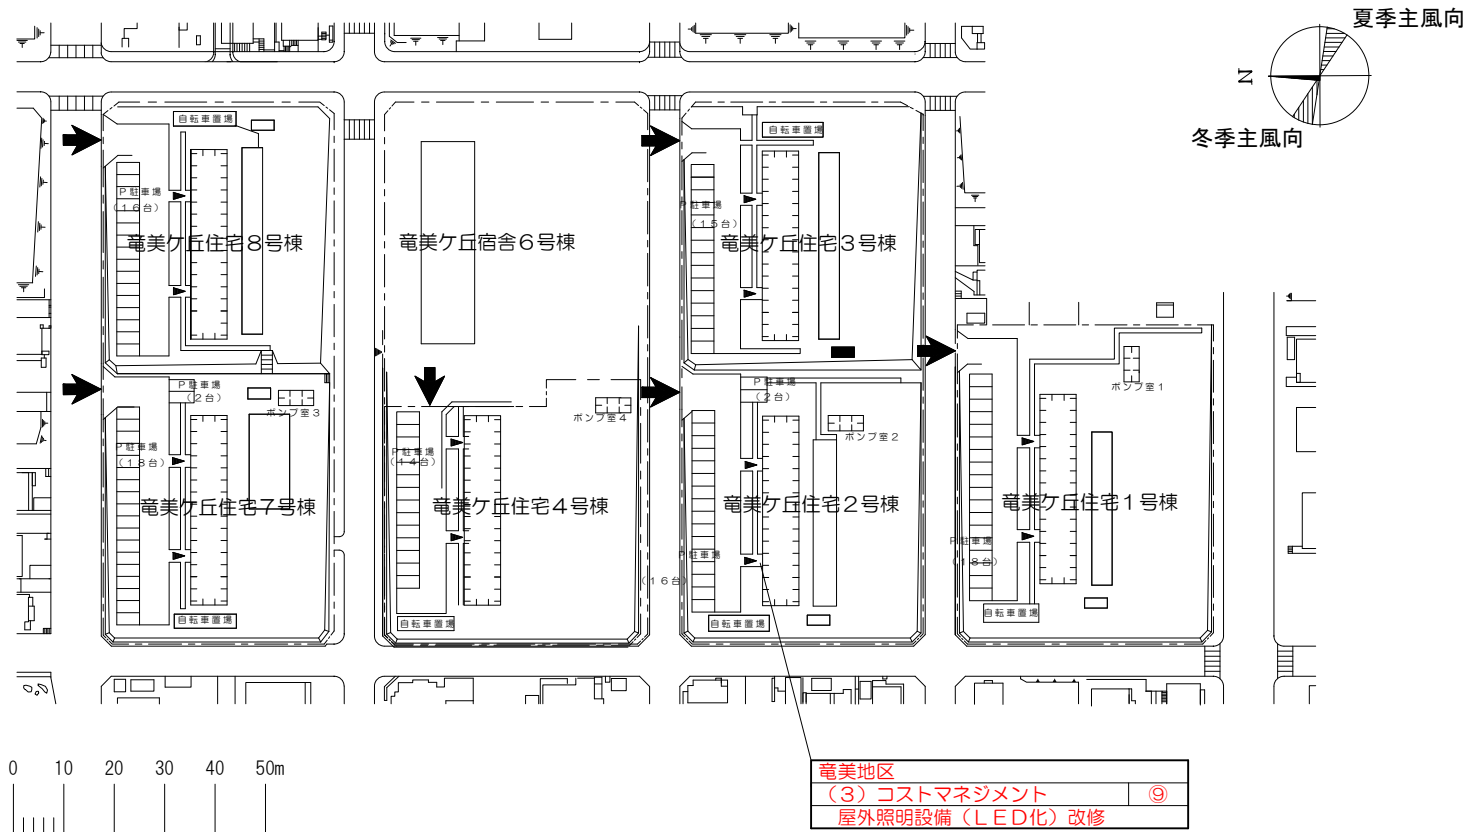 夏季主風向
N
冬季主風向
自転車置場
P駐車場
(16台)
竜美ケ丘住宅8号棟
竜美ケ丘宿舎6号棟
自転車置場
P駐車場
(15台)
竜美ケ丘住宅3号棟
P駐車場
(2台)
ポンプ室3
P駐車場
(18台)
竜美ケ丘住宅7号棟
自転車置場
ポンプ室4
P駐車場
(14台)
竜美ケ丘住宅4号棟
自転車置場
P駐車場
(2台)
ポンプ室2
竜美ケ丘住宅2号棟
P駐車場
(16台)
自転車置場
ポンプ室1
竜美ケ丘住宅1号棟
P駐車場
(18台)
自転車置場
0 10 20 30 40 50m
竜美地区
(3)コストマネジメント ⑨
屋外照明設備(LED化)改修